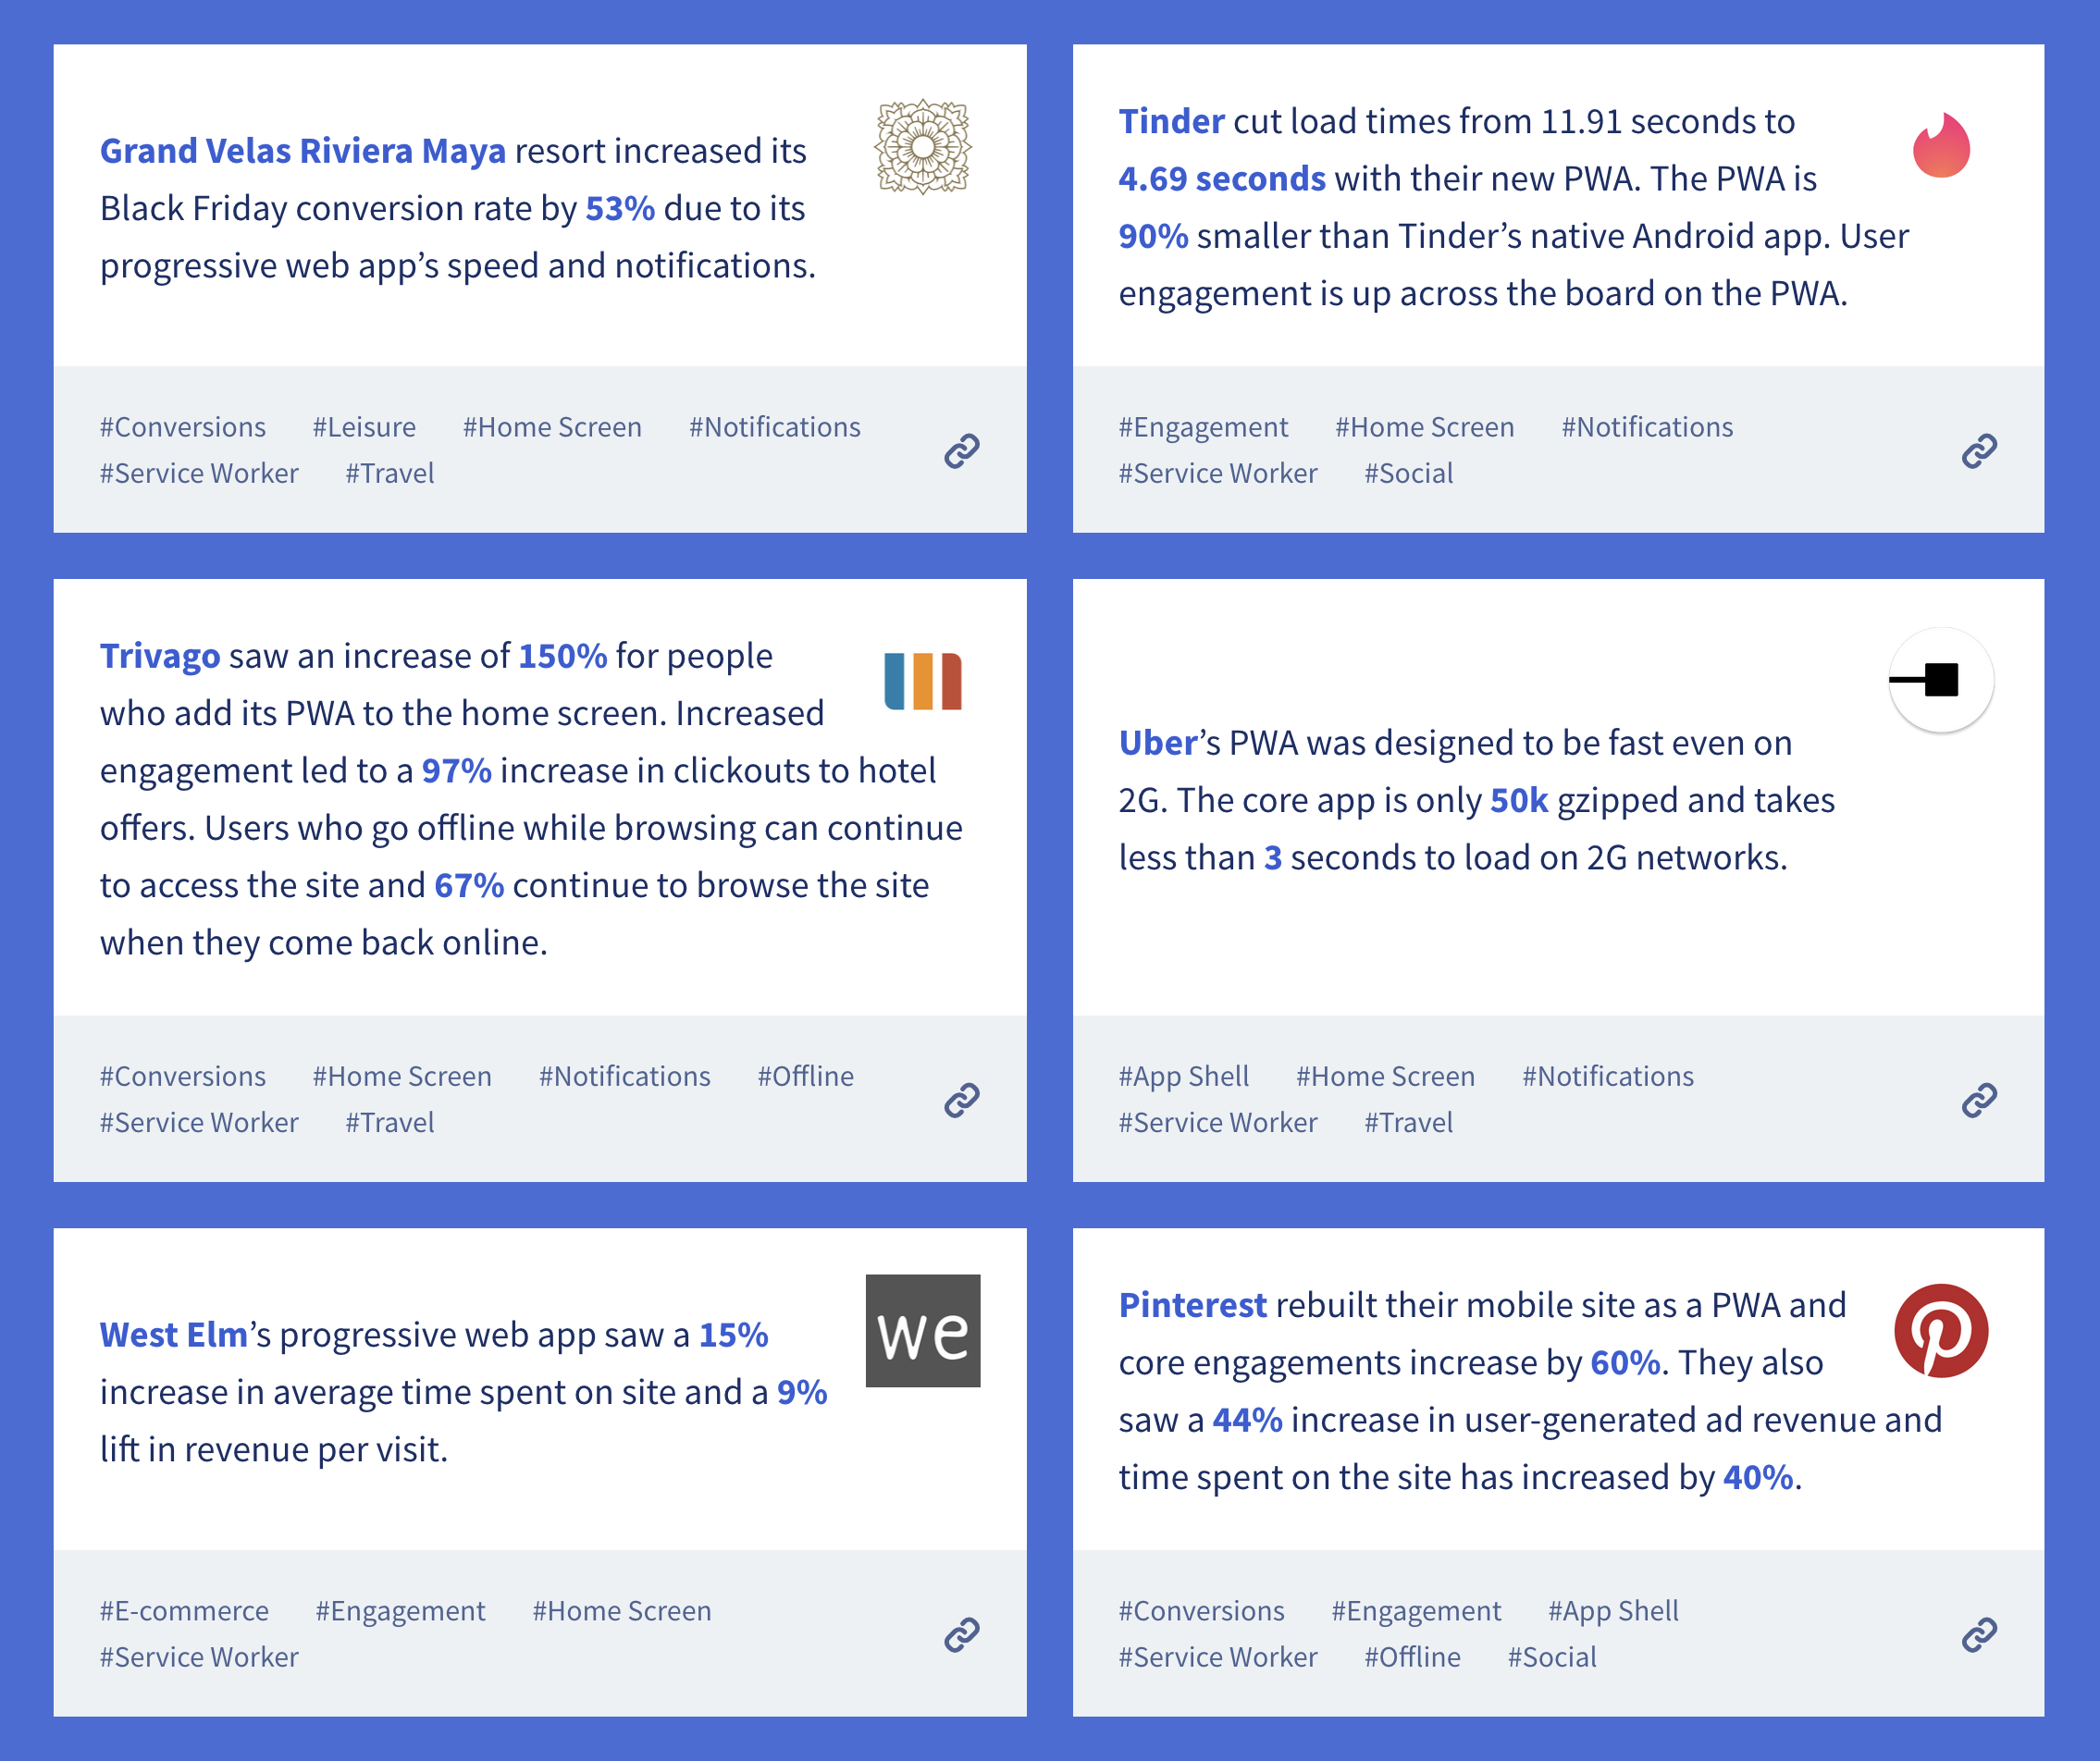 Grand Velas Riviera Maya resort increased its
Black Friday conversion rate by 53% due to its
progressive web app’s speed and notifications.
#Conversions #Leisure #Home Screen #Notifications
#Service Worker #Travel
Tinder cut load times from 11.91 seconds to
4.69 seconds with their new PWA. The PWA is
90% smaller than Tinder’s native Android app. User
engagement is up across the board on the PWA.
#Engagement #Home Screen #Notifications
#Service Worker #Social
Trivago saw an increase of 150% for people
who add its PWA to the home screen. Increased
engagement led to a 97% increase in clickouts to hotel
offers. Users who go offline while browsing can continue
to access the site and 67% continue to browse the site
when they come back online.
#Conversions #Home Screen #Notifications #Offline
#Service Worker #Travel
Uber’s PWA was designed to be fast even on
2G. The core app is only 50k gzipped and takes
less than 3 seconds to load on 2G networks.
#App Shell #Home Screen #Notifications
#Service Worker #Travel
West Elm’s progressive web app saw a 15%
increase in average time spent on site and a 9%
lift in revenue per visit.
we
#E-commerce #Engagement #Home Screen
#Service Worker
Pinterest rebuilt their mobile site as a PWA and
core engagements increase by 60%. They also
saw a 44% increase in user-generated ad revenue and
time spent on the site has increased by 40%.
#Conversions #Engagement #App Shell
#Service Worker #Offline #Social